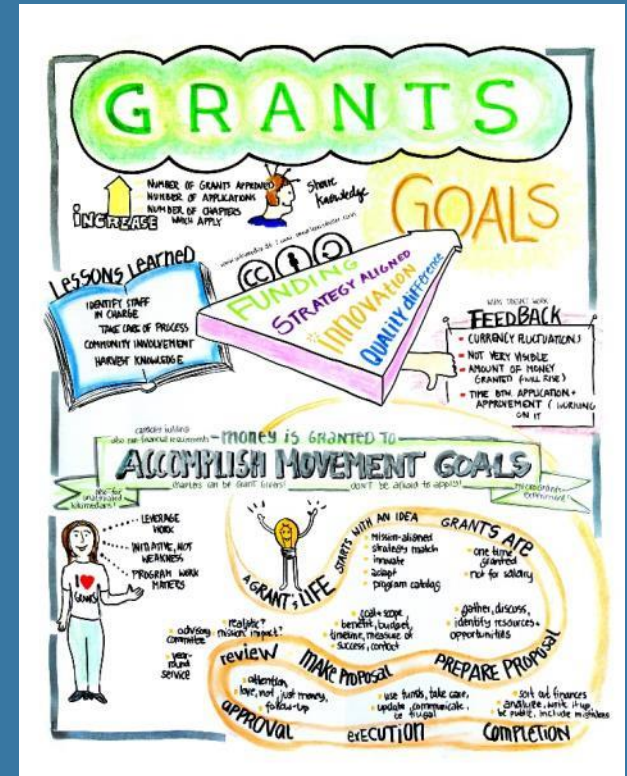 GRANTS
GOALS
INCREASE
NUMBER OF GRANTS APPROVED
NUMBER OF APPLICATIONS
NUMBER OF CHAPTERS
WHICH APPLY
Share
Knowledge
LESSONS LEARNED
IDENTIFY STAFF
IN CHARGE
TAKE CARE OF PROCESS
COMMUNITY INVOLVEMENT
HARVEST KNOWLEDGE
CC
FUNDING
STRATEGY ALIGNED
INNOVATION
QUALITY difference
FEEDBACK
CURRENCY FLUCTUATIONS
NOT VERY VISIBLE
AMOUNT OF MONEY
GRANTED (WILL RISE)
TIME BTW. APPLICATION +
APPROVEMENT (WORKING
ON IT
capacity building
money is GRANTED TO
ACCOMPLISH MOVEMENT GOALS
chapters can be Grant Givers!
don't be afraid to apply!
LEVERAGE
WORK
INITIATIVE, NOT
WEAKNESS
PROGRAM WORK
MATTERS
I
GRANTS
A GRANT'S LIFE
STARTS WITH AN IDEA
mission-aligned
strategy match
innovate
adapt
program catalog
GRANTS ARE
one time
granted
not for salary
gather, discuss,
identify resources +
opportunities
PREPARE PROPOSAL
goal + scope
benefit, budget,
timeline, measure of
success, contact
MAKE PROPOSAL
realistic?
mission impact?
advisory
committee
year-
round
service
review
attention
love, not just money,
follow-up
APPROVAL
use funds, take care,
update, communicate,
be frugal
EXECUTION
sort out finances
analyze, write it up,
be public, include mistakes
COMPLETION